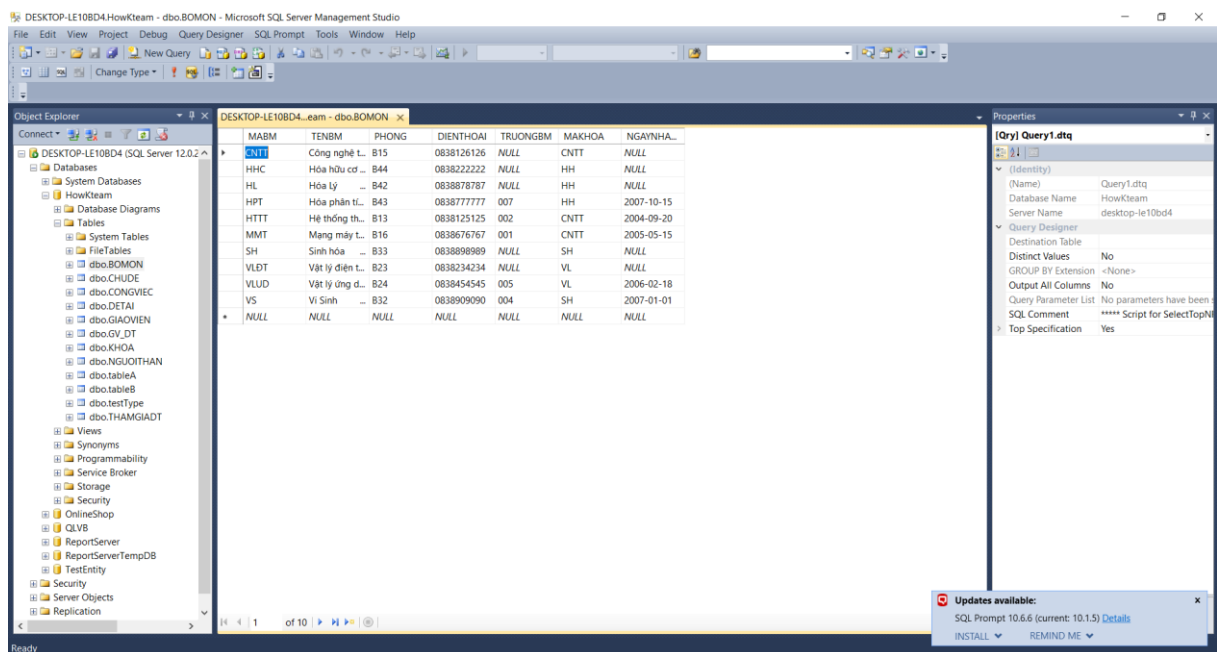 DESKTOP-LE10BD4.HowKteam - dbo.BOMON - Microsoft SQL Server Management Studio
File Edit View Project Debug Query Designer SQL Prompt Tools Window Help
New Query
Change Type
Object Explorer
Connect
DESKTOP-LE10BD4 (SQL Server 12.0.2
Databases
System Databases
HowKteam
Database Diagrams
Tables
System Tables
FileTables
dbo.BOMON
dbo.CHUDE
dbo.CONGVIEC
dbo.DETAI
dbo.GIAOVIEN
dbo.GV_DT
dbo.KHOA
dbo.NGUOITHAN
dbo.tableA
dbo.tableB
dbo.testType
dbo.THAMGIADT
Views
Synonyms
Programmability
Service Broker
Storage
Security
OnlineShop
QLVB
ReportServer
ReportServerTempDB
TestEntity
Security
Server Objects
Replication
DESKTOP-LE10BD4...eam - dbo.BOMON
MABM TENBM PHONG DIENTHOAI TRUONGBM MAKHOA NGAYNHA...
CNTT Công nghệ t... B15 0838126126 NULL CNTT NULL
HHC Hóa hữu cơ ... B44 0838222222 NULL HH NULL
HL Hóa Lý ... B42 0838878787 NULL HH NULL
HPT Hóa phân tí... B43 0838777777 007 HH 2007-10-15
HTTT Hệ thống th... B13 0838125125 002 CNTT 2004-09-20
MMT Mạng máy t... B16 0838676767 001 CNTT 2005-05-15
SH Sinh hóa ... B33 0838898989 NULL SH NULL
VLĐT Vật lý điện t... B23 0838234234 NULL VL NULL
VLUD Vật lý ứng d... B24 0838454545 005 VL 2006-02-18
VS Vi Sinh ... B32 0838909090 004 SH 2007-01-01
NULL NULL NULL NULL NULL NULL NULL
1 of 10
Properties
[Qry] Query1.dtq
(Identity)
(Name) Query1.dtq
Database Name HowKteam
Server Name desktop-le10bd4
Query Designer
Destination Table
Distinct Values No
GROUP BY Extension <None>
Output All Columns No
Query Parameter List No parameters have been s
SQL Comment ***** Script for SelectTopNR
Top Specification Yes
Updates available:
SQL Prompt 10.6.6 (current: 10.1.5) Details
INSTALL REMIND ME
Ready